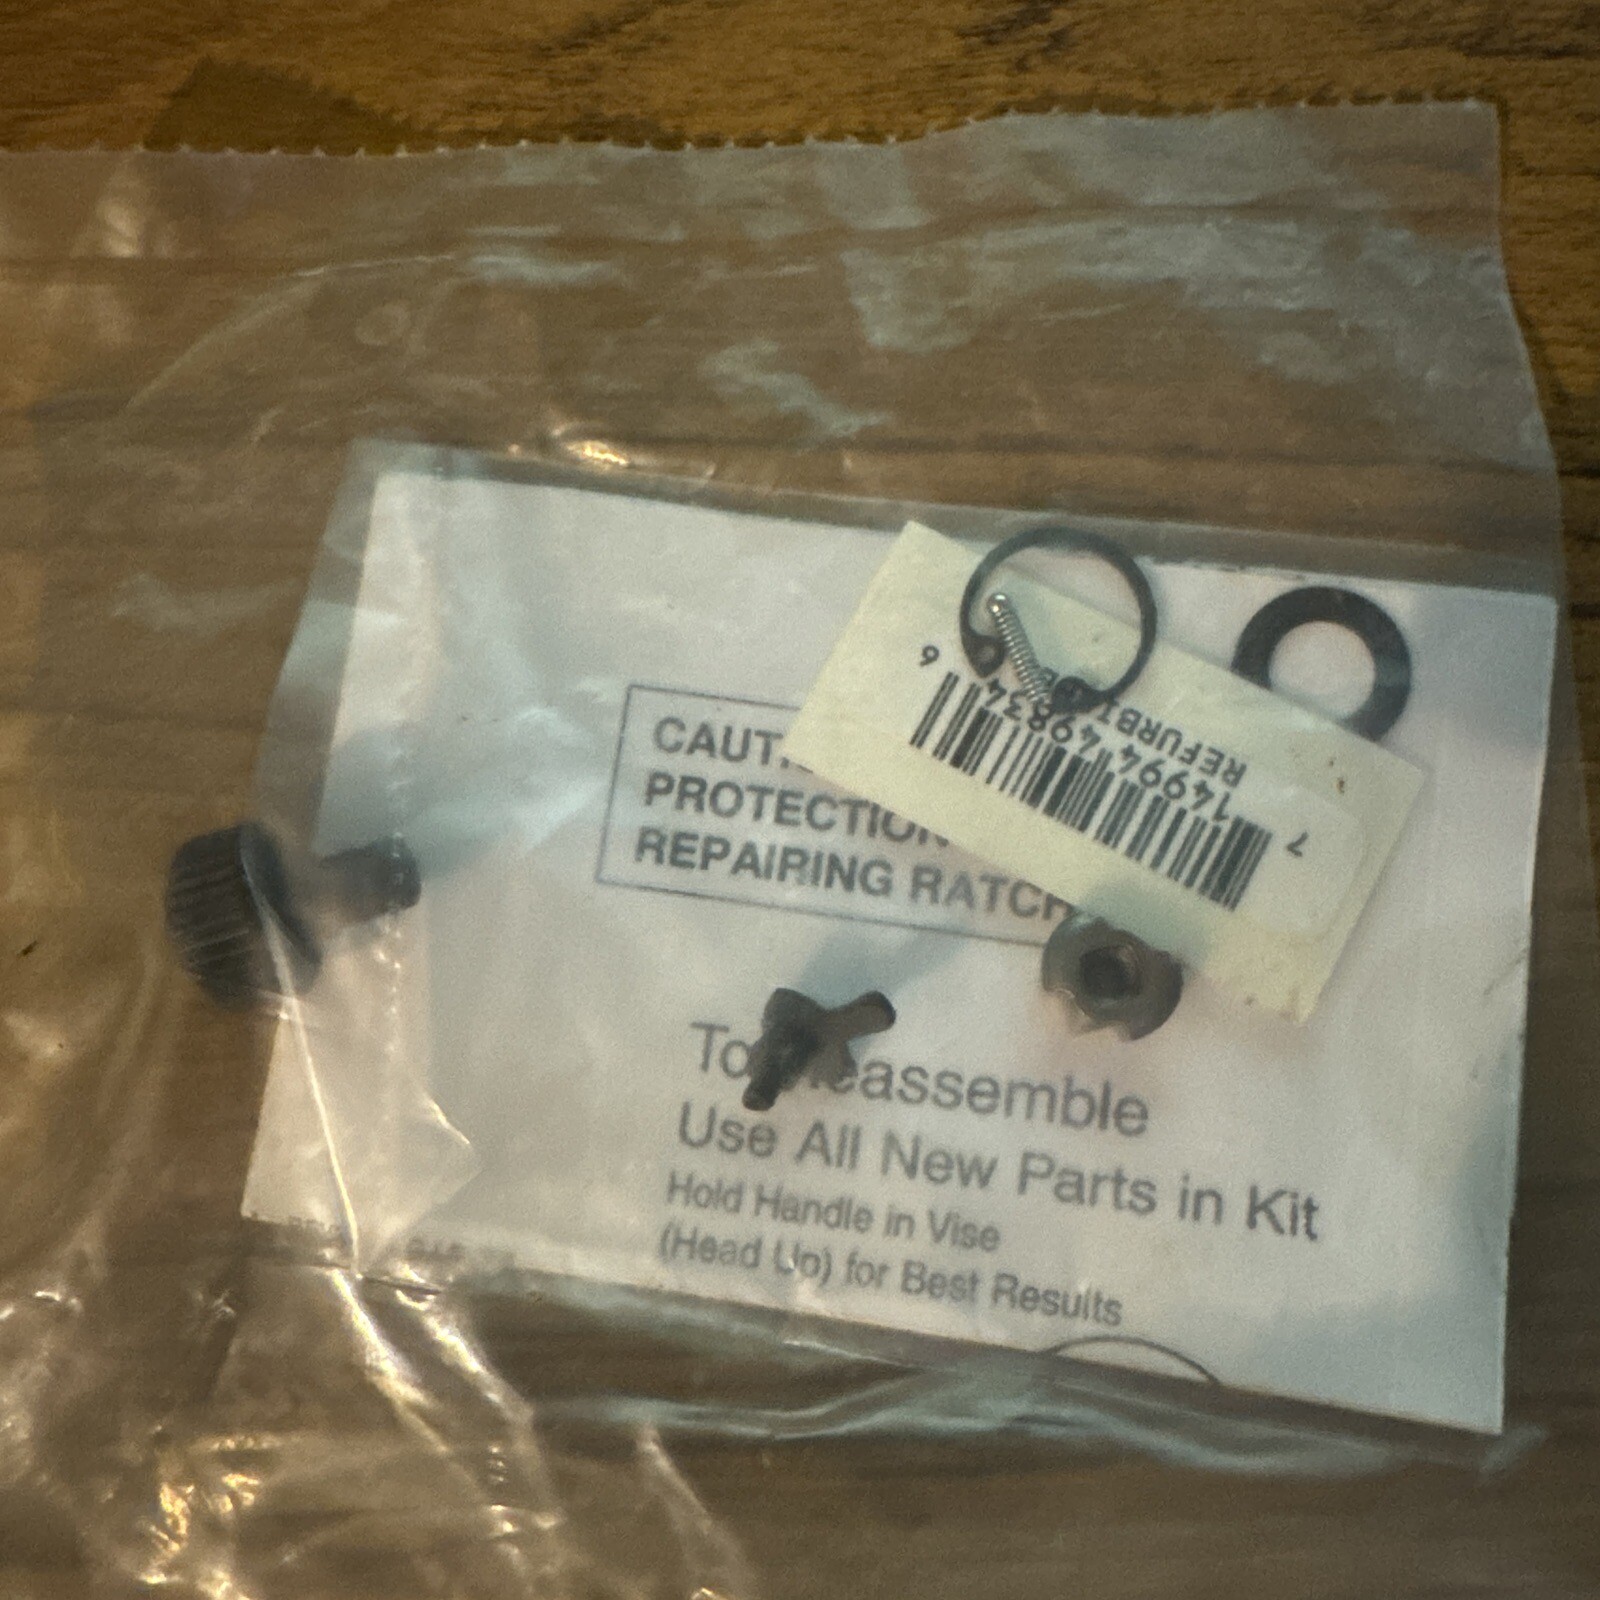 CAUT
PROTECTION
REPAIRING RATCH
To Reassemble
Use All New Parts in Kit
Hold Handle in Vise
(Head Up) for Best Results
REFURBI
7 14994 49834 6